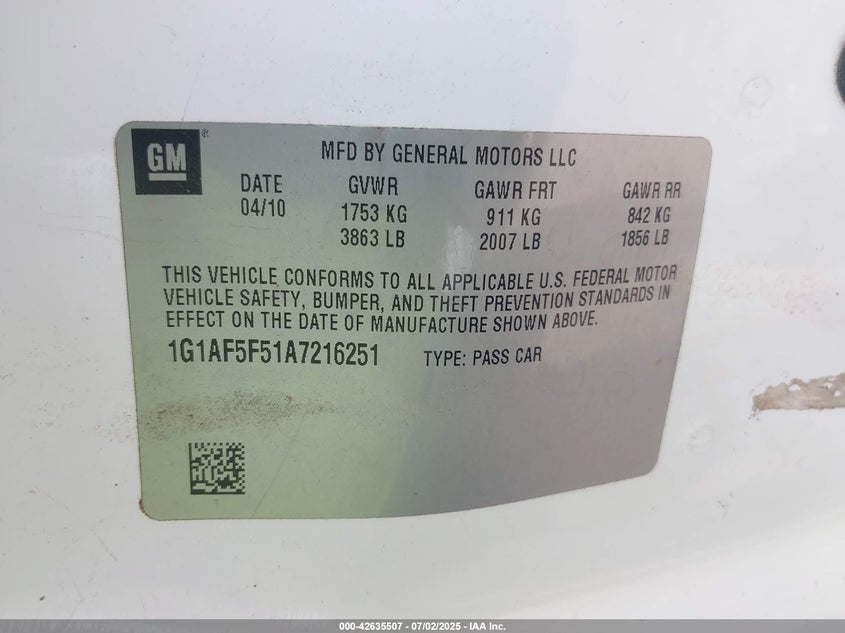 GM®
MFD BY GENERAL MOTORS LLC
DATE GVWR GAWR FRT GAWR RR
04/10 1753 KG 911 KG 842 KG
3863 LB 2007 LB 1856 LB
THIS VEHICLE CONFORMS TO ALL APPLICABLE U.S. FEDERAL MOTOR
VEHICLE SAFETY, BUMPER, AND THEFT PREVENTION STANDARDS IN
EFFECT ON THE DATE OF MANUFACTURE SHOWN ABOVE.
1G1AF5F51A7216251 TYPE: PASS CAR
000-42635507 - 07/02/2025 - IAA Inc.